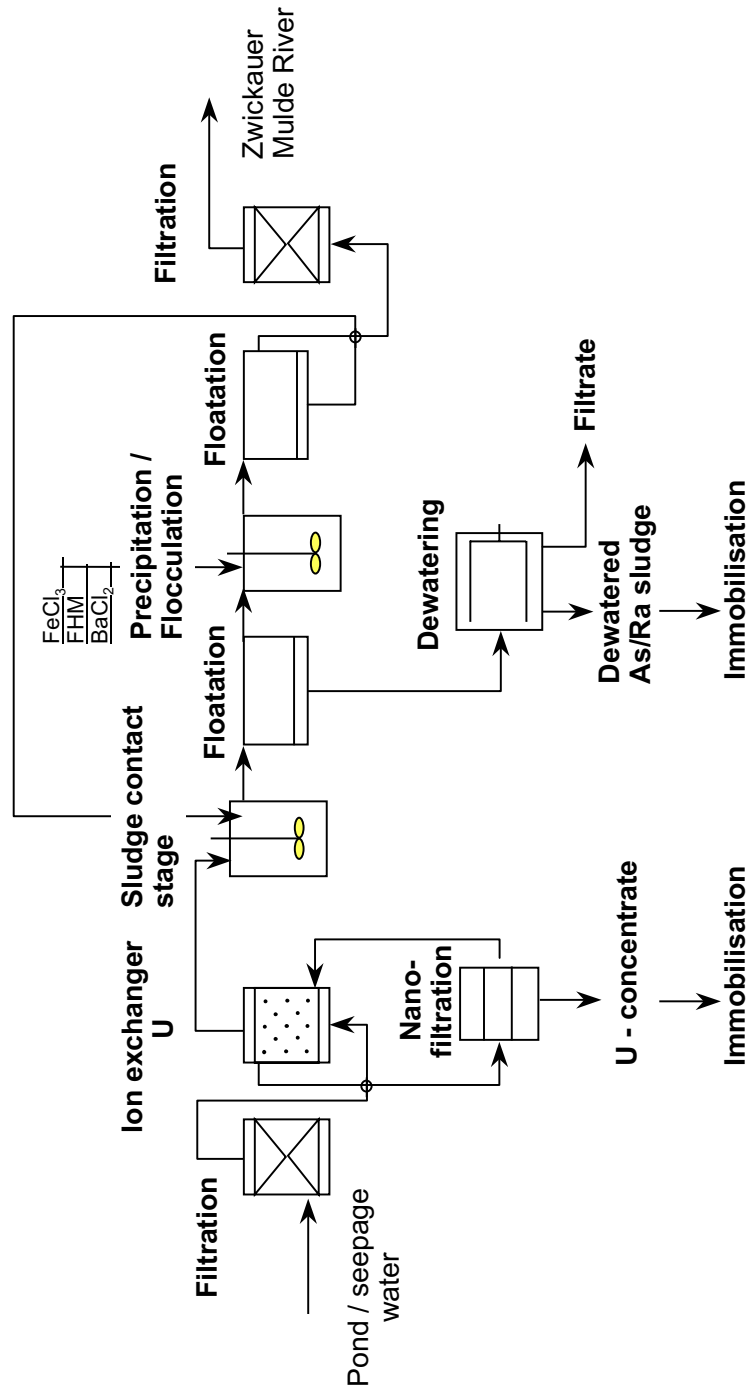 Pond / seepage
water
Filtration
Ion exchanger
U
Nano-
filtration
U - concentrate
Immobilisation
Sludge contact
stage
Floatation
FeCl₃
FHM
BaCl₂
Precipitation /
Flocculation
Floatation
Dewatering
Filtrate
Dewatered
As/Ra sludge
Immobilisation
Filtration
Zwickauer
Mulde River